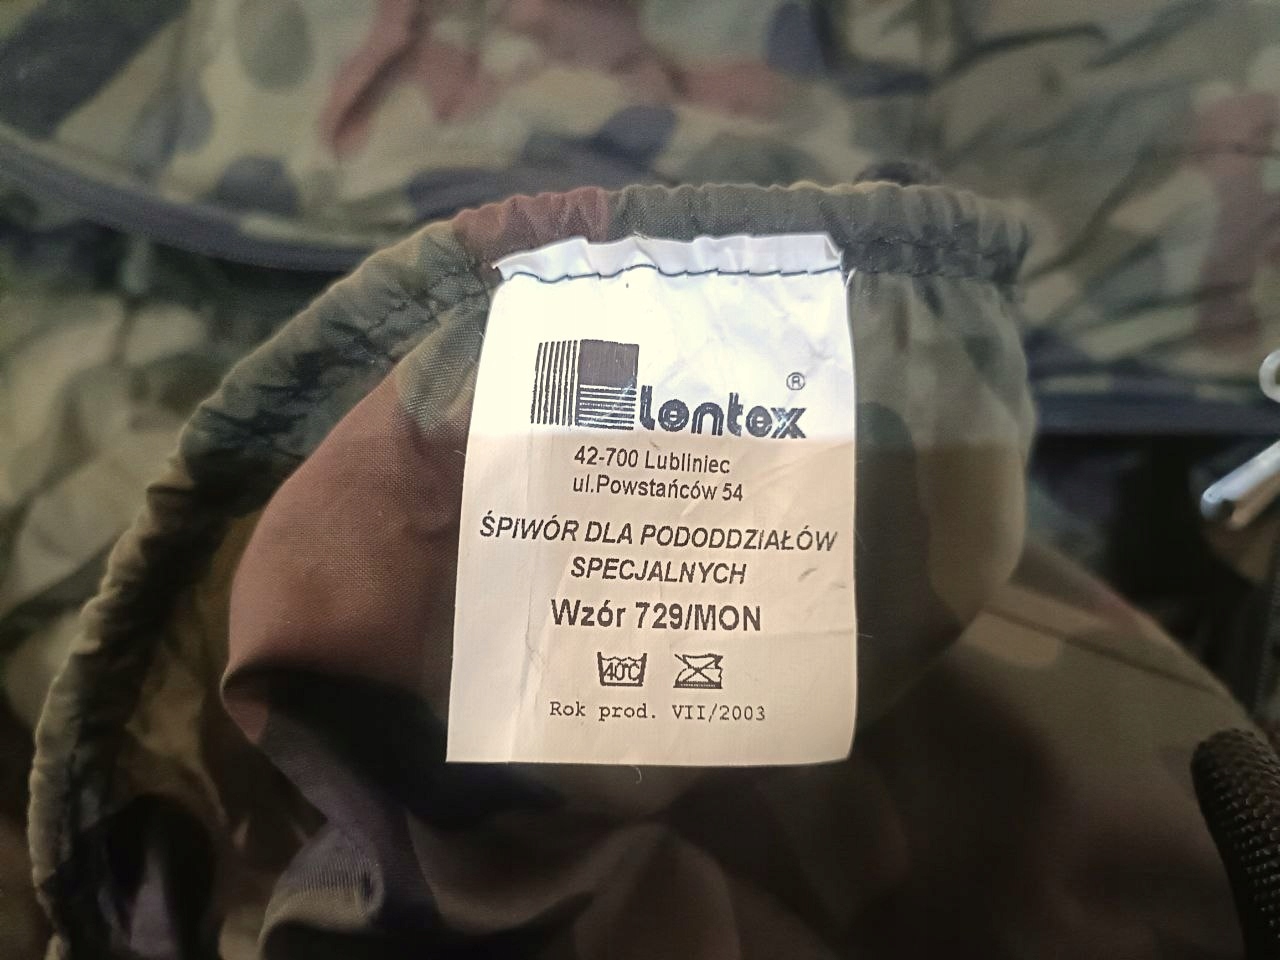 lentex ®
42-700 Lubliniec
ul.Powstańców 54
ŚPIWÓR DLA PODODDZIAŁÓW
SPECJALNYCH
Wzór 729/MON
40°C
Rok prod. VII/2003